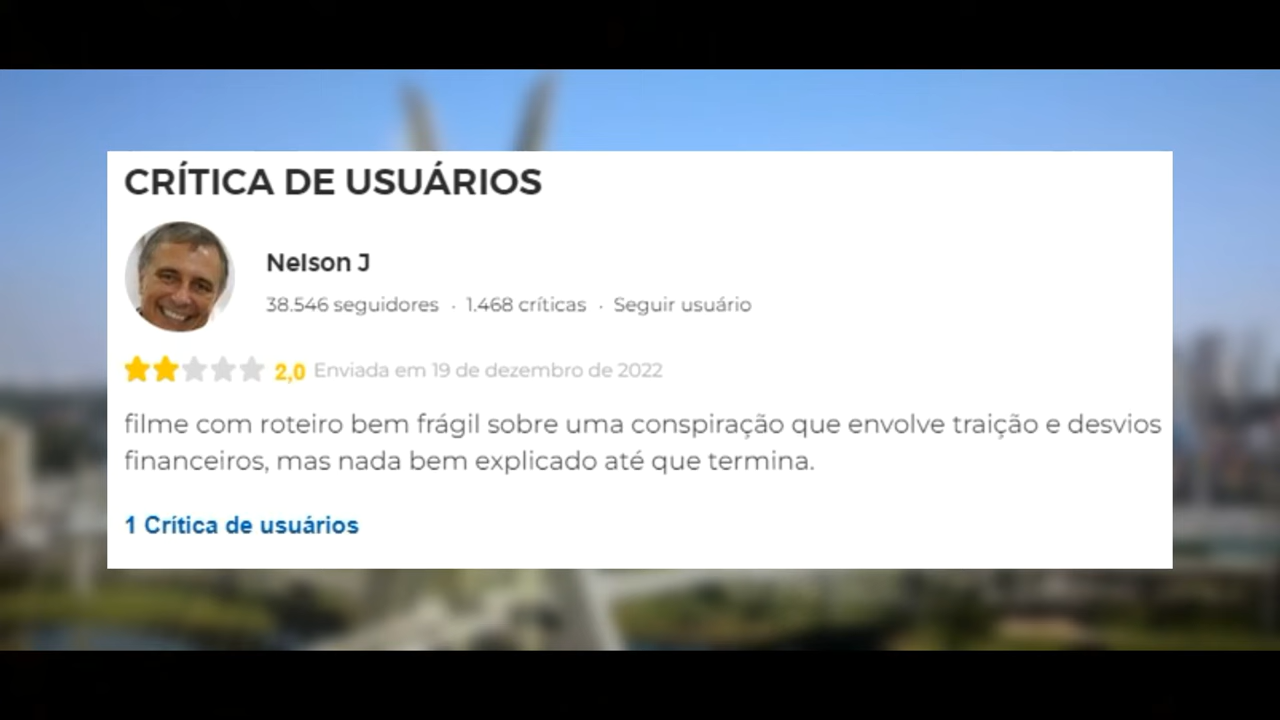 CRÍTICA DE USUÁRIOS
Nelson J
38.546 seguidores · 1.468 críticas · Seguir usuário
2,0 Enviada em 19 de dezembro de 2022
filme com roteiro bem frágil sobre uma conspiração que envolve traição e desvios
financeiros, mas nada bem explicado até que termina.
1 Crítica de usuários